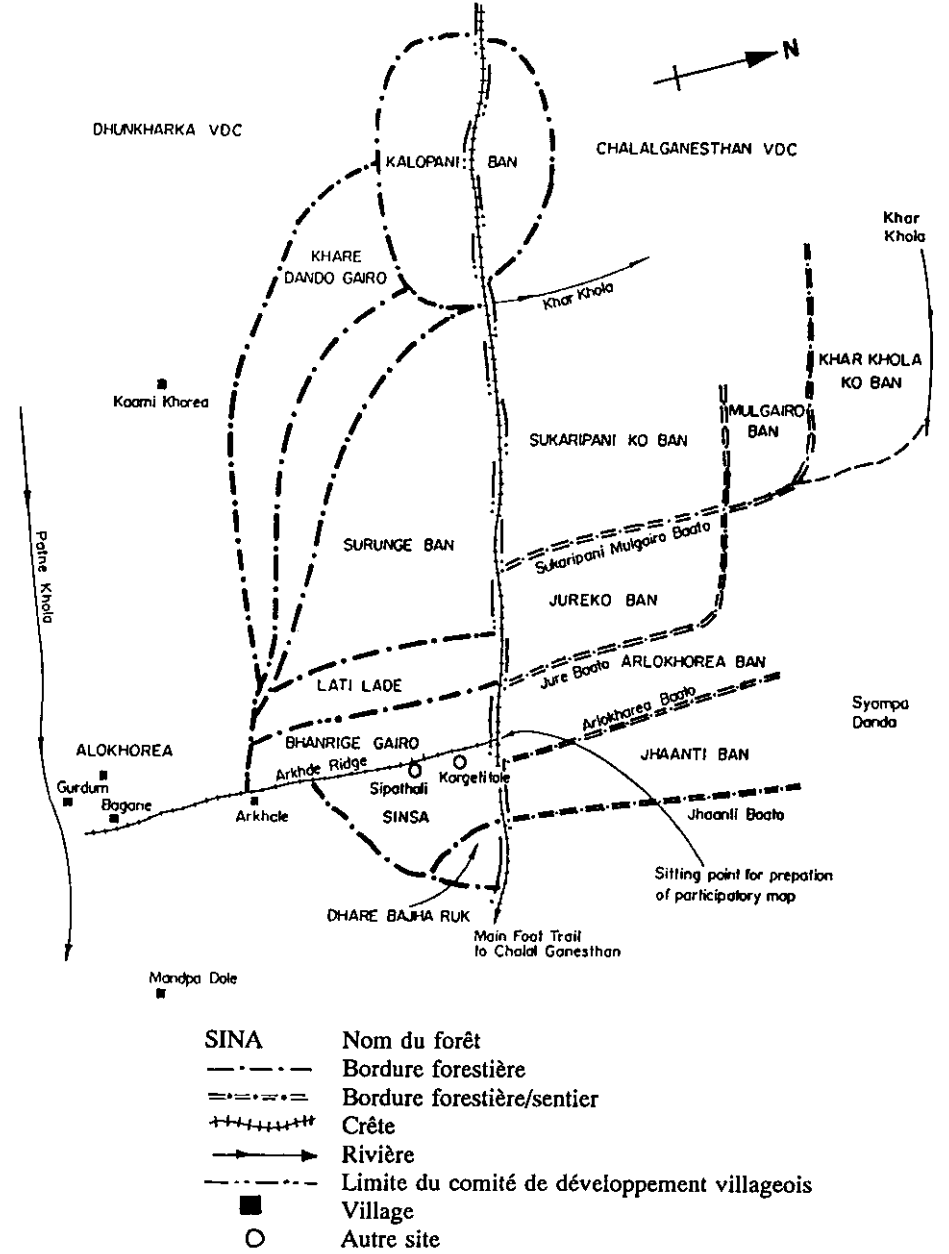 N
DHUNKHARKA VDC
KALOPANI BAN
CHALALGANESTHAN VDC
Khar
Khola
KHARE
DANDO GAIRO
Khar Khola
KHAR KHOLA
KO BAN
Kaami Khorea
MULGAIRO
BAN
SUKARIPANI KO BAN
Patne Khola
SURUNGE BAN
Sukaripani Mulgairo Baato
JUREKO BAN
LATI LADE
Jure Baato
ARLOKHOREA BAN
Arlokharea Baato
Syampa
Danda
ALOKHOREA
BHANRIGE GAIRO
JHAANTI BAN
Arkhde Ridge
Gurdum
Bagane
Arkhale
Sipathali
Kargetitole
SINSA
Jhaanti Baato
Sitting point for prepation
of participatory map
DHARE BAJHA RUK
Main Foot Trail
to Chalal Ganesthan
Mandpa Dole
SINA Nom du forêt
Bordure forestière
Bordure forestière/sentier
Crête
Rivière
Limite du comité de développement villageois
Village
Autre site